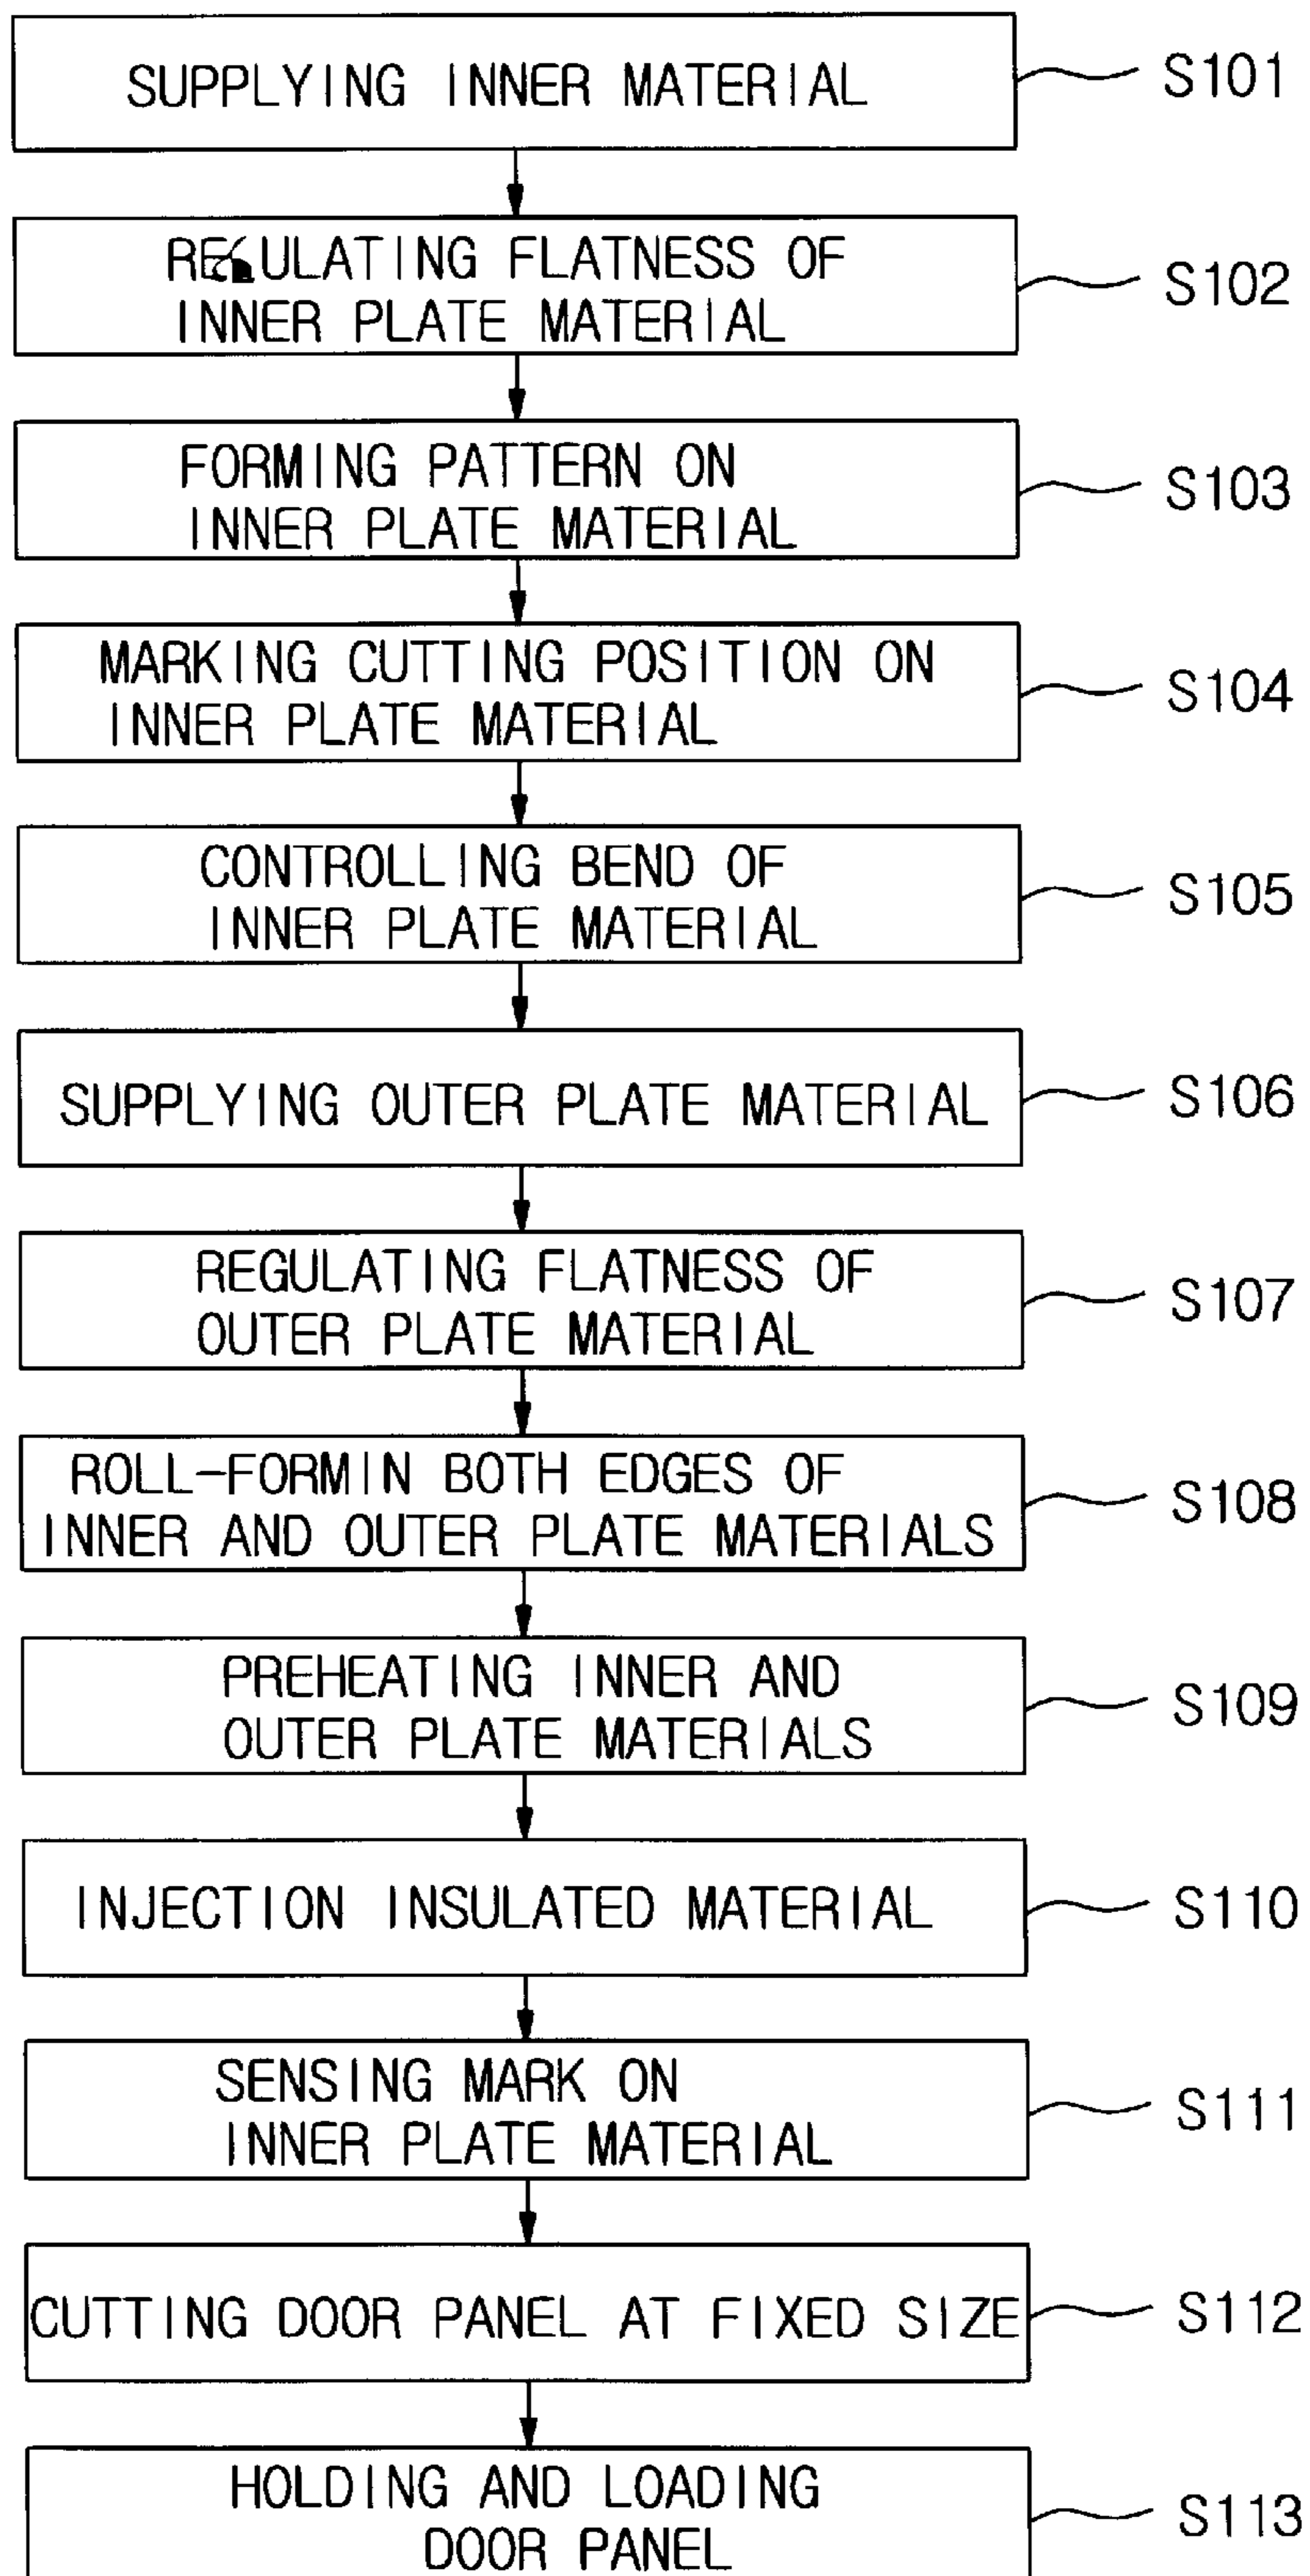 SUPPLYING INNER MATERIAL
S101
REGULATING FLATNESS OF
INNER PLATE MATERIAL
S102
FORMING PATTERN ON
INNER PLATE MATERIAL
S103
MARKING CUTTING POSITION ON
INNER PLATE MATERIAL
S104
CONTROLLING BEND OF
INNER PLATE MATERIAL
S105
SUPPLYING OUTER PLATE MATERIAL
S106
REGULATING FLATNESS OF
OUTER PLATE MATERIAL
S107
ROLL-FORMIN BOTH EDGES OF
INNER AND OUTER PLATE MATERIALS
S108
PREHEATING INNER AND
OUTER PLATE MATERIALS
S109
INJECTION INSULATED MATERIAL
S110
SENSING MARK ON
INNER PLATE MATERIAL
S111
CUTTING DOOR PANEL AT FIXED SIZE
S112
HOLDING AND LOADING
DOOR PANEL
S113